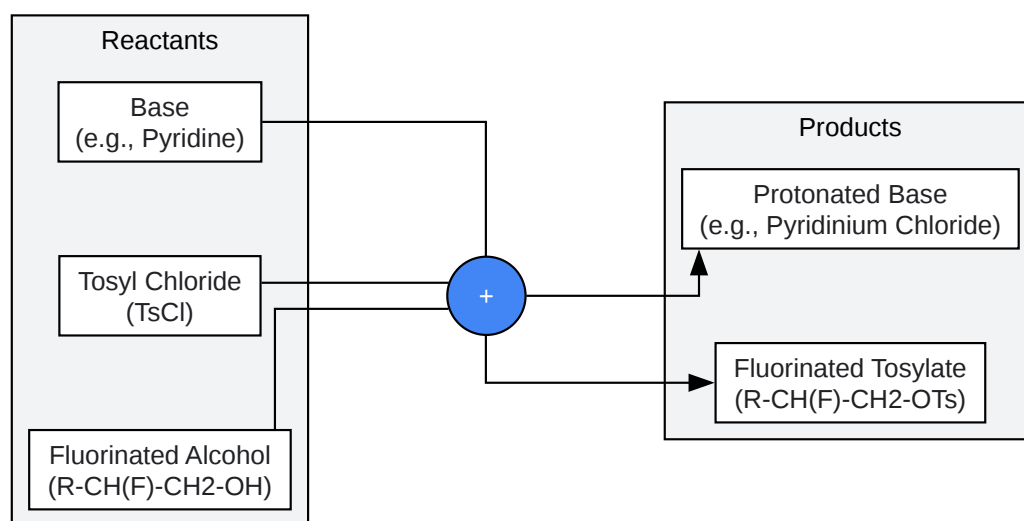 Reactants
Base
(e.g., Pyridine)
Tosyl Chloride
(TsCl)
Fluorinated Alcohol
(R-CH(F)-CH2-OH)
+
Products
Protonated Base
(e.g., Pyridinium Chloride)
Fluorinated Tosylate
(R-CH(F)-CH2-OTs)